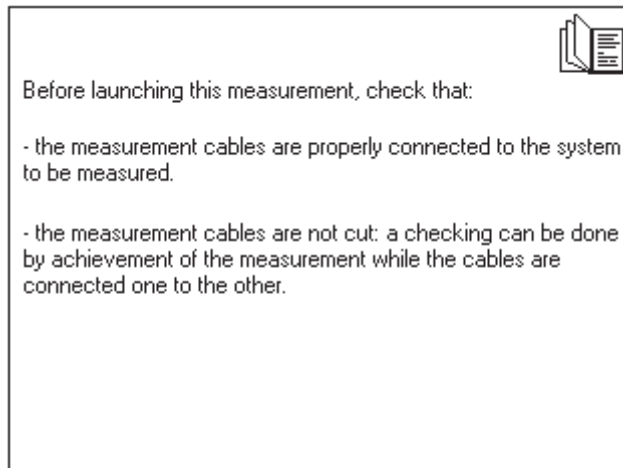 Before launching this measurement, check that:
- the measurement cables are properly connected to the system
to be measured.
- the measurement cables are not cut: a checking can be done
by achievement of the measurement while the cables are
connected one to the other.